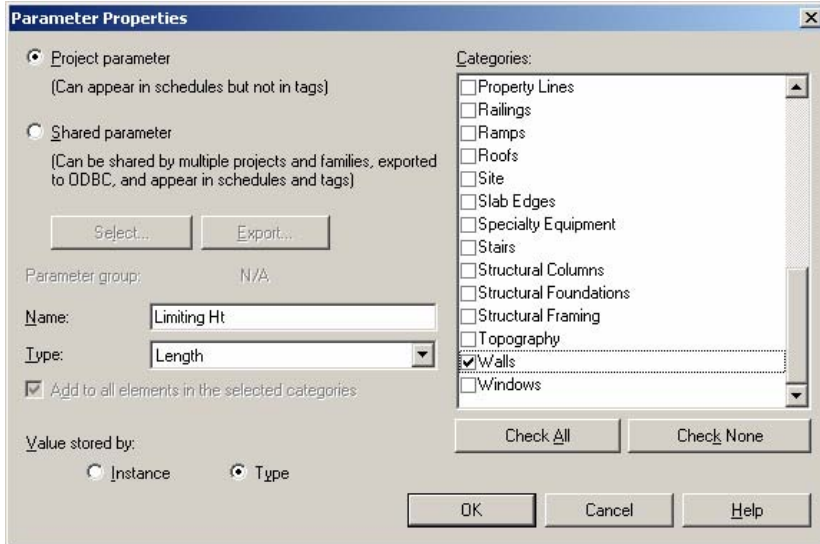 Parameter Properties
Project parameter
(Can appear in schedules but not in tags)
Shared parameter
(Can be shared by multiple projects and families, exported
to ODBC, and appear in schedules and tags)
Select...
Export...
Parameter group:
N/A
Name:
Limiting Ht
Type:
Length
Add to all elements in the selected categories
Value stored by:
Instance
Type
Categories:
Property Lines
Railings
Ramps
Roofs
Site
Slab Edges
Specialty Equipment
Stairs
Structural Columns
Structural Foundations
Structural Framing
Topography
Walls
Windows
Check All
Check None
OK
Cancel
Help